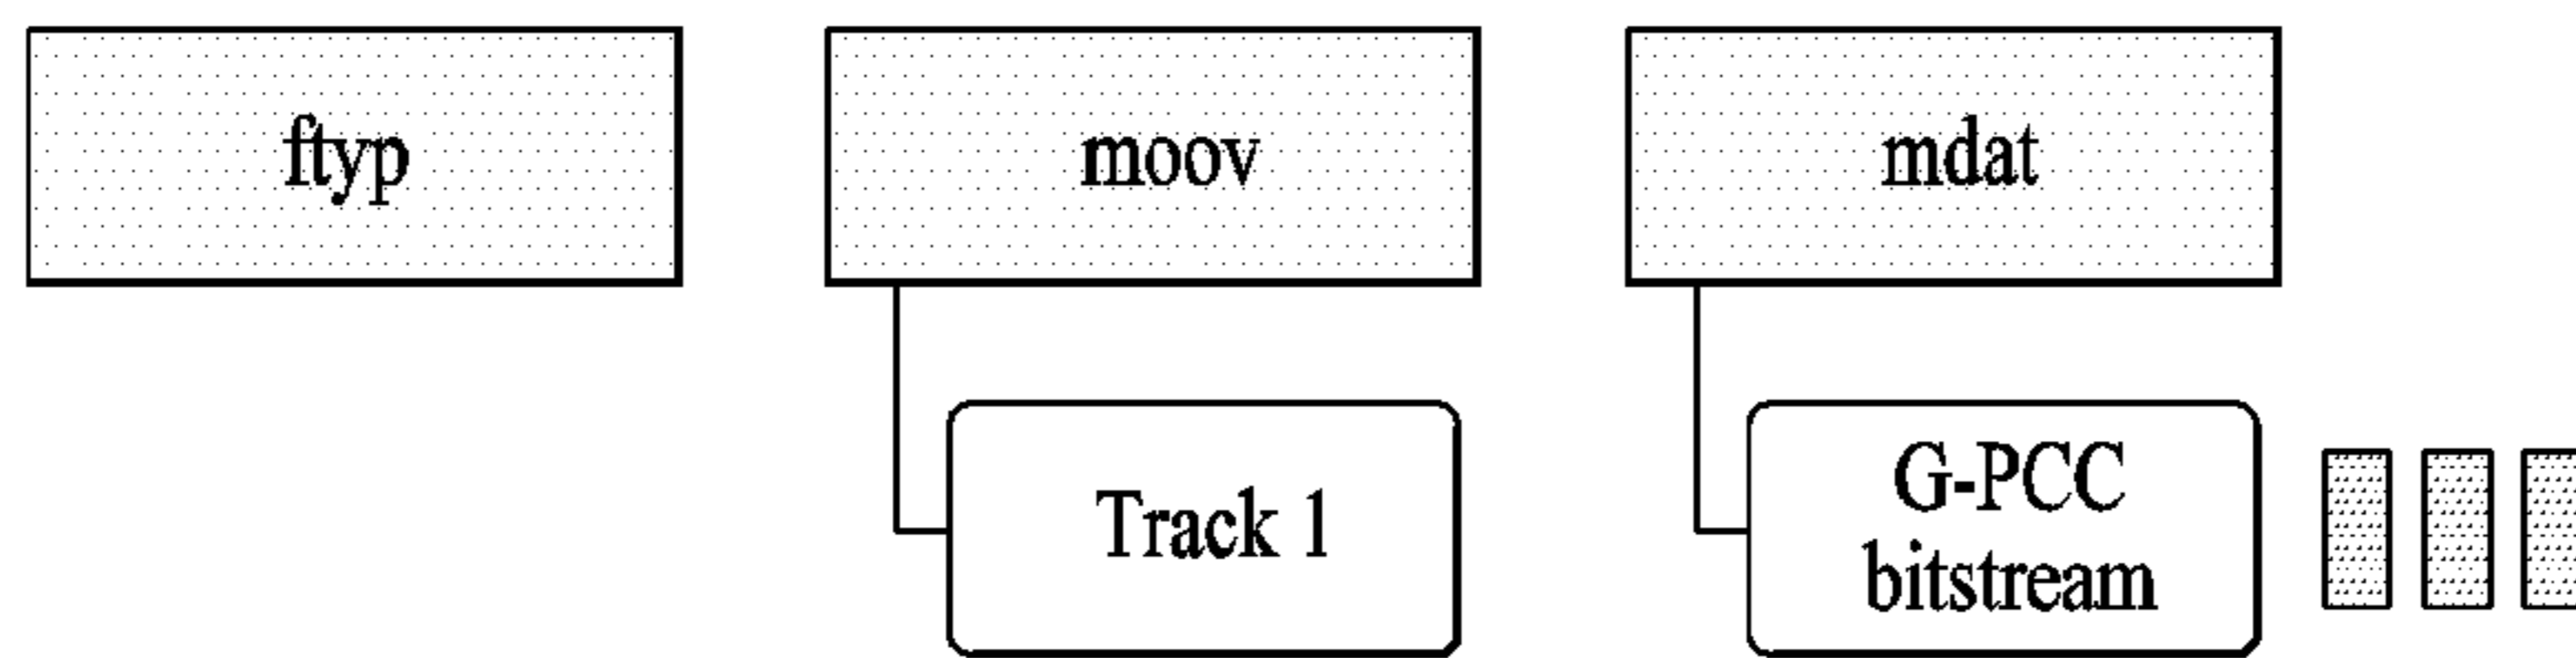 ftyp
moov
mdat
Track 1
G-PCC
bitstream